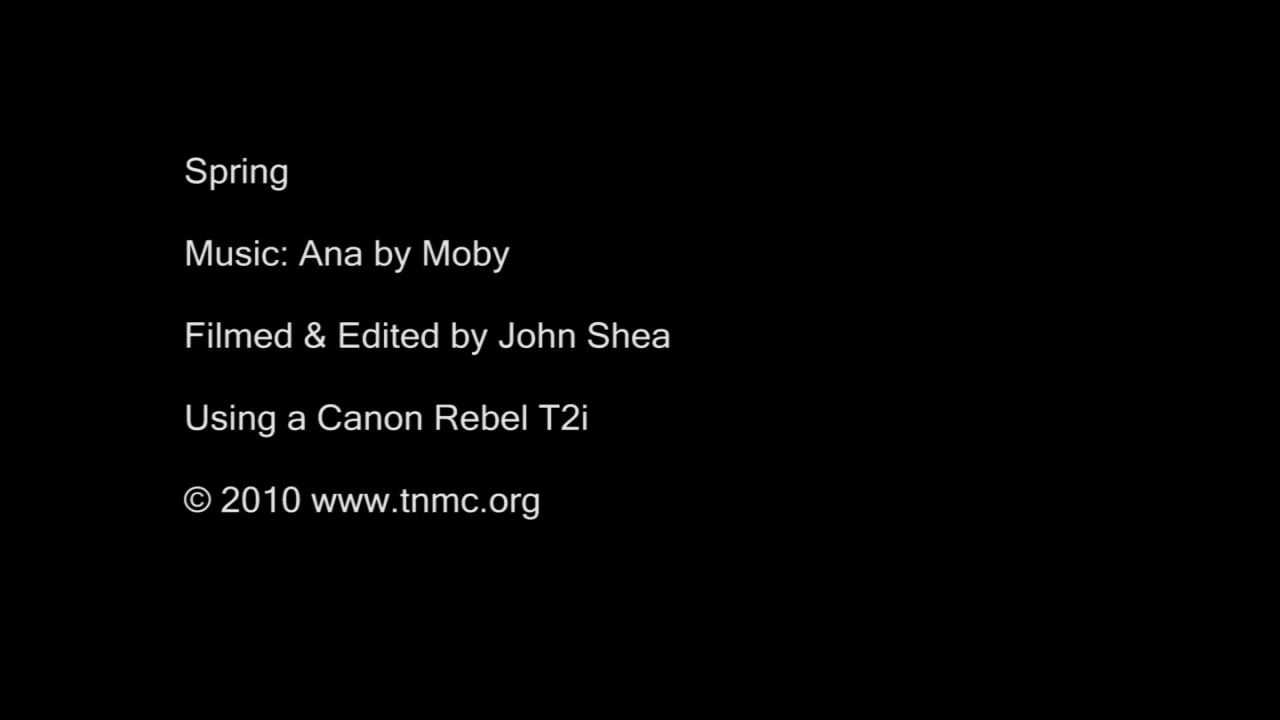 Spring
Music: Ana by Moby
Filmed & Edited by John Shea
Using a Canon Rebel T2i
© 2010 www.tnmc.org